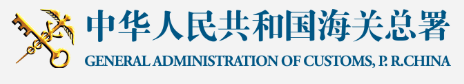 中华人民共和国海关总署
GENERAL ADMINISTRATION OF CUSTOMS, P. R.CHINA